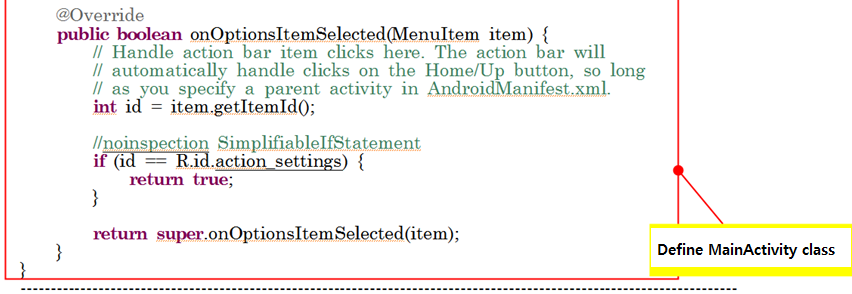 @Override
public boolean onOptionsItemSelected(MenuItem item) {
// Handle action bar item clicks here. The action bar will
// automatically handle clicks on the Home/Up button, so long
// as you specify a parent activity in AndroidManifest.xml.
int id = item.getItemId();
//noinspection SimplifiableIfStatement
if (id == R.id.action_settings) {
return true;
}
return super.onOptionsItemSelected(item);
}
}
Define MainActivity class